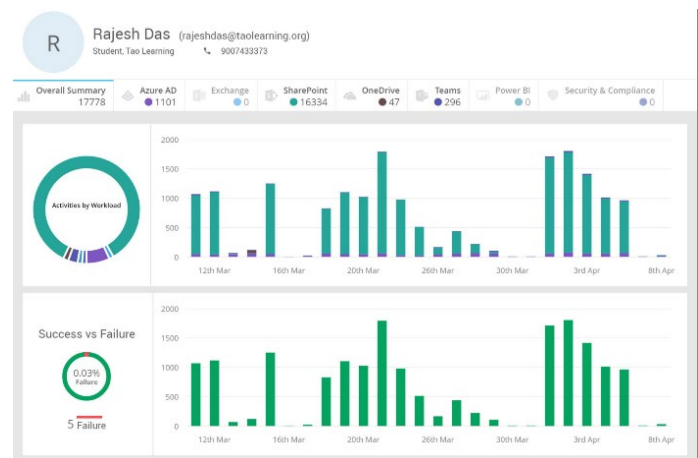 R
Rajesh Das (rajeshdas@taolearning.org)
Student, Tao Learning 9007433373
Overall Summary Azure AD Exchange SharePoint OneDrive Teams Power BI Security & Compliance
17778 1101 0 16334 47 296 0 0
Activities by Workload
2000
1500
1000
500
0
12th Mar 16th Mar 20th Mar 26th Mar 30th Mar 3rd Apr 8th Apr
Success vs Failure
0.03%
Failure
5 Failure
2000
1500
1000
500
0
12th Mar 16th Mar 20th Mar 26th Mar 30th Mar 3rd Apr 8th Apr